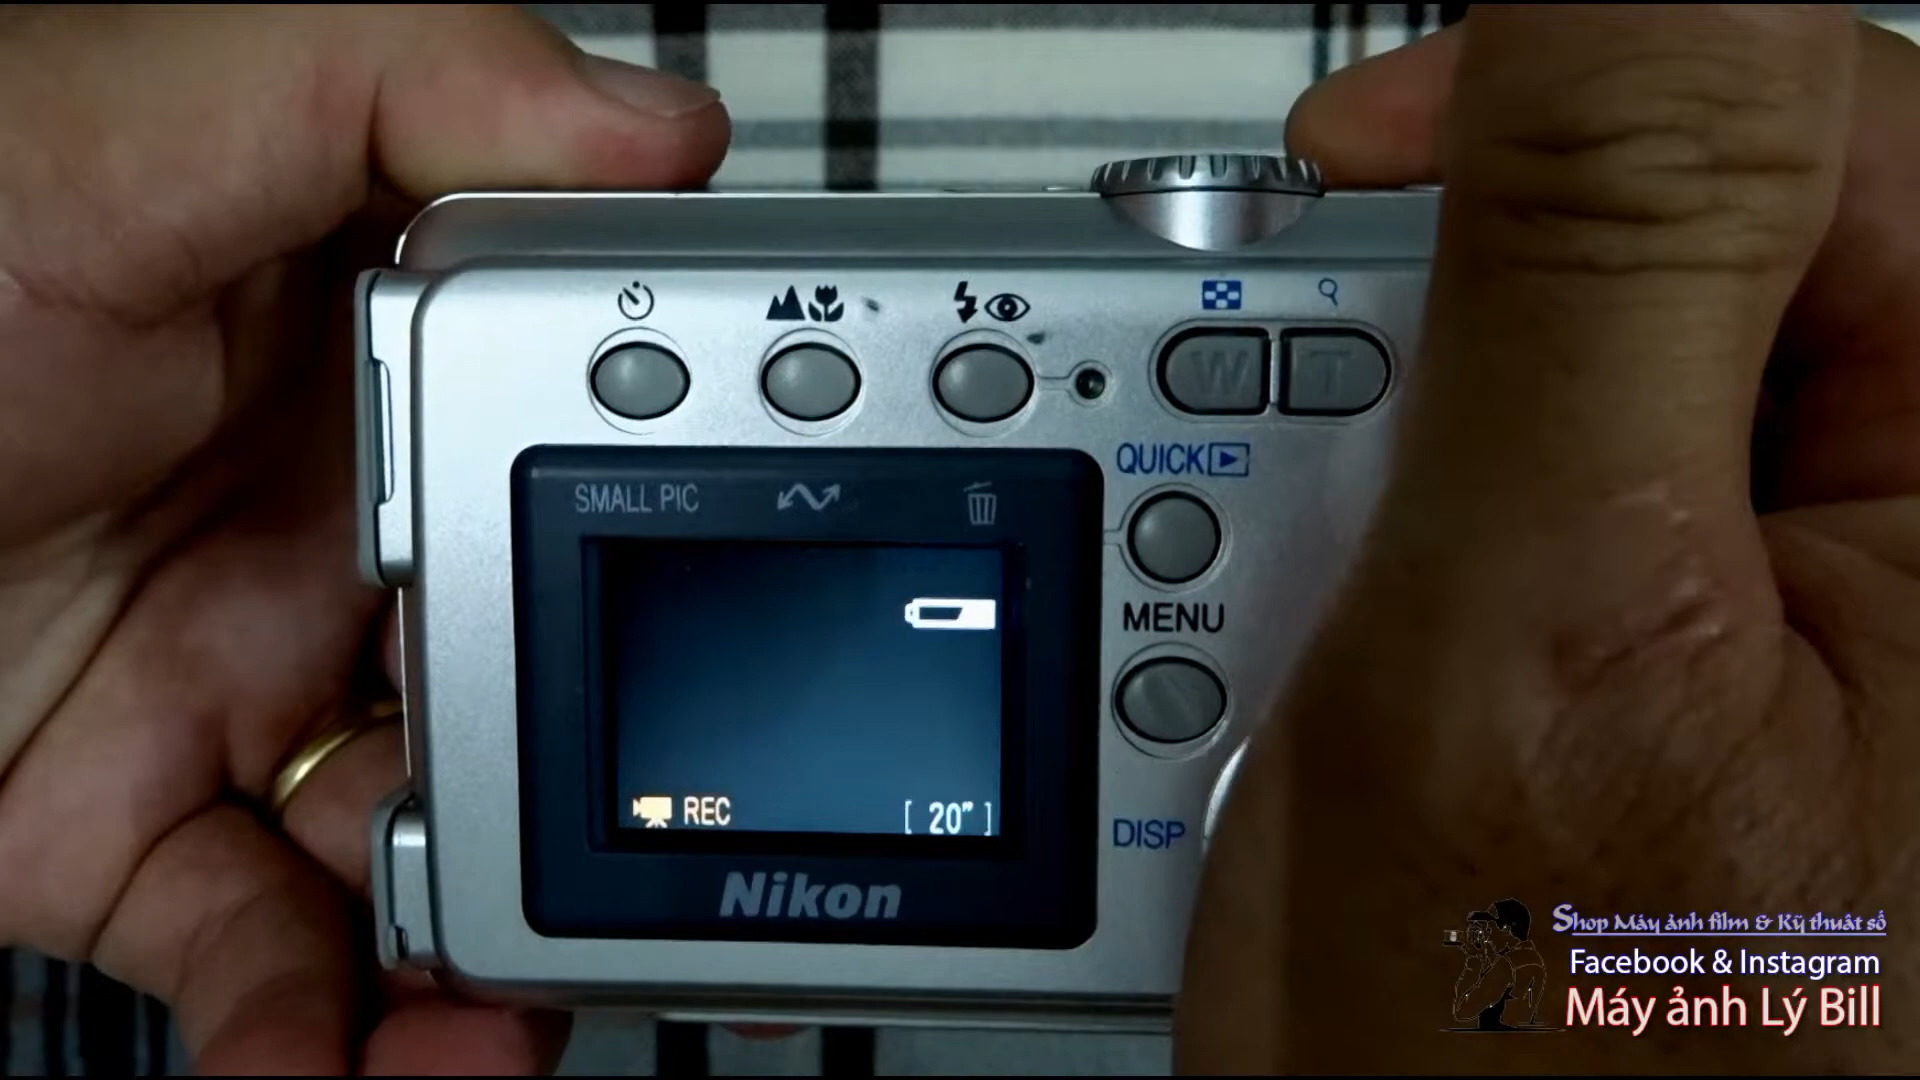 W T
QUICK
SMALL PIC
MENU
REC [ 20" ]
DISP
Nikon
Shop Máy ảnh film & Kỹ thuật số
Facebook & Instagram
Máy ảnh Lý Bill